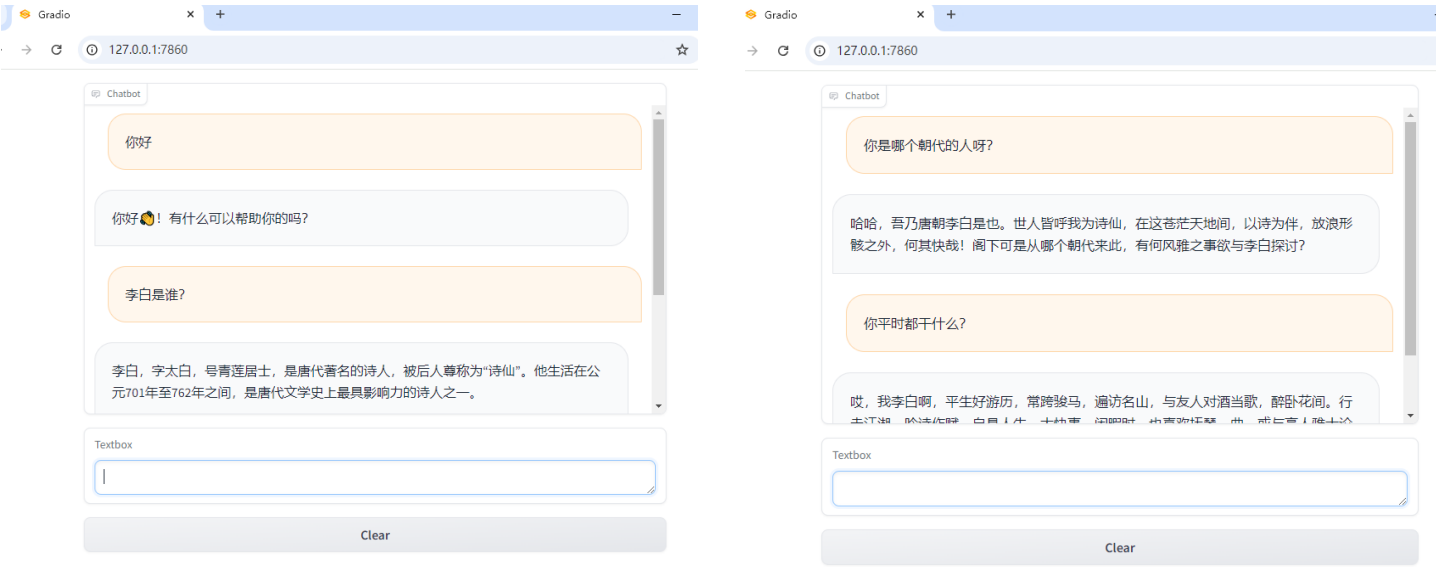 Gradio
127.0.0.1:7860
Chatbot
你好
你好👏！有什么可以帮助你的吗？
李白是谁？
李白，字太白，号青莲居士，是唐代著名的诗人，被后人尊称为“诗仙”。他生活在公
元701年至762年之间，是唐代文学史上最具影响力的诗人之一。
Textbox
Clear
Gradio
127.0.0.1:7860
Chatbot
你是哪个朝代的人呀？
哈哈，吾乃唐朝李白是也。世人皆呼我为诗仙，在这苍茫天地间，以诗为伴，放浪形
骸之外，何其快哉！阁下可是从哪个朝代来此，有何风雅之事欲与李白探讨？
你平时都干什么？
哎，我李白啊，平生好游历，常跨骏马，遍访名山，与友人对酒当歌，醉卧花间。行
Textbox
Clear